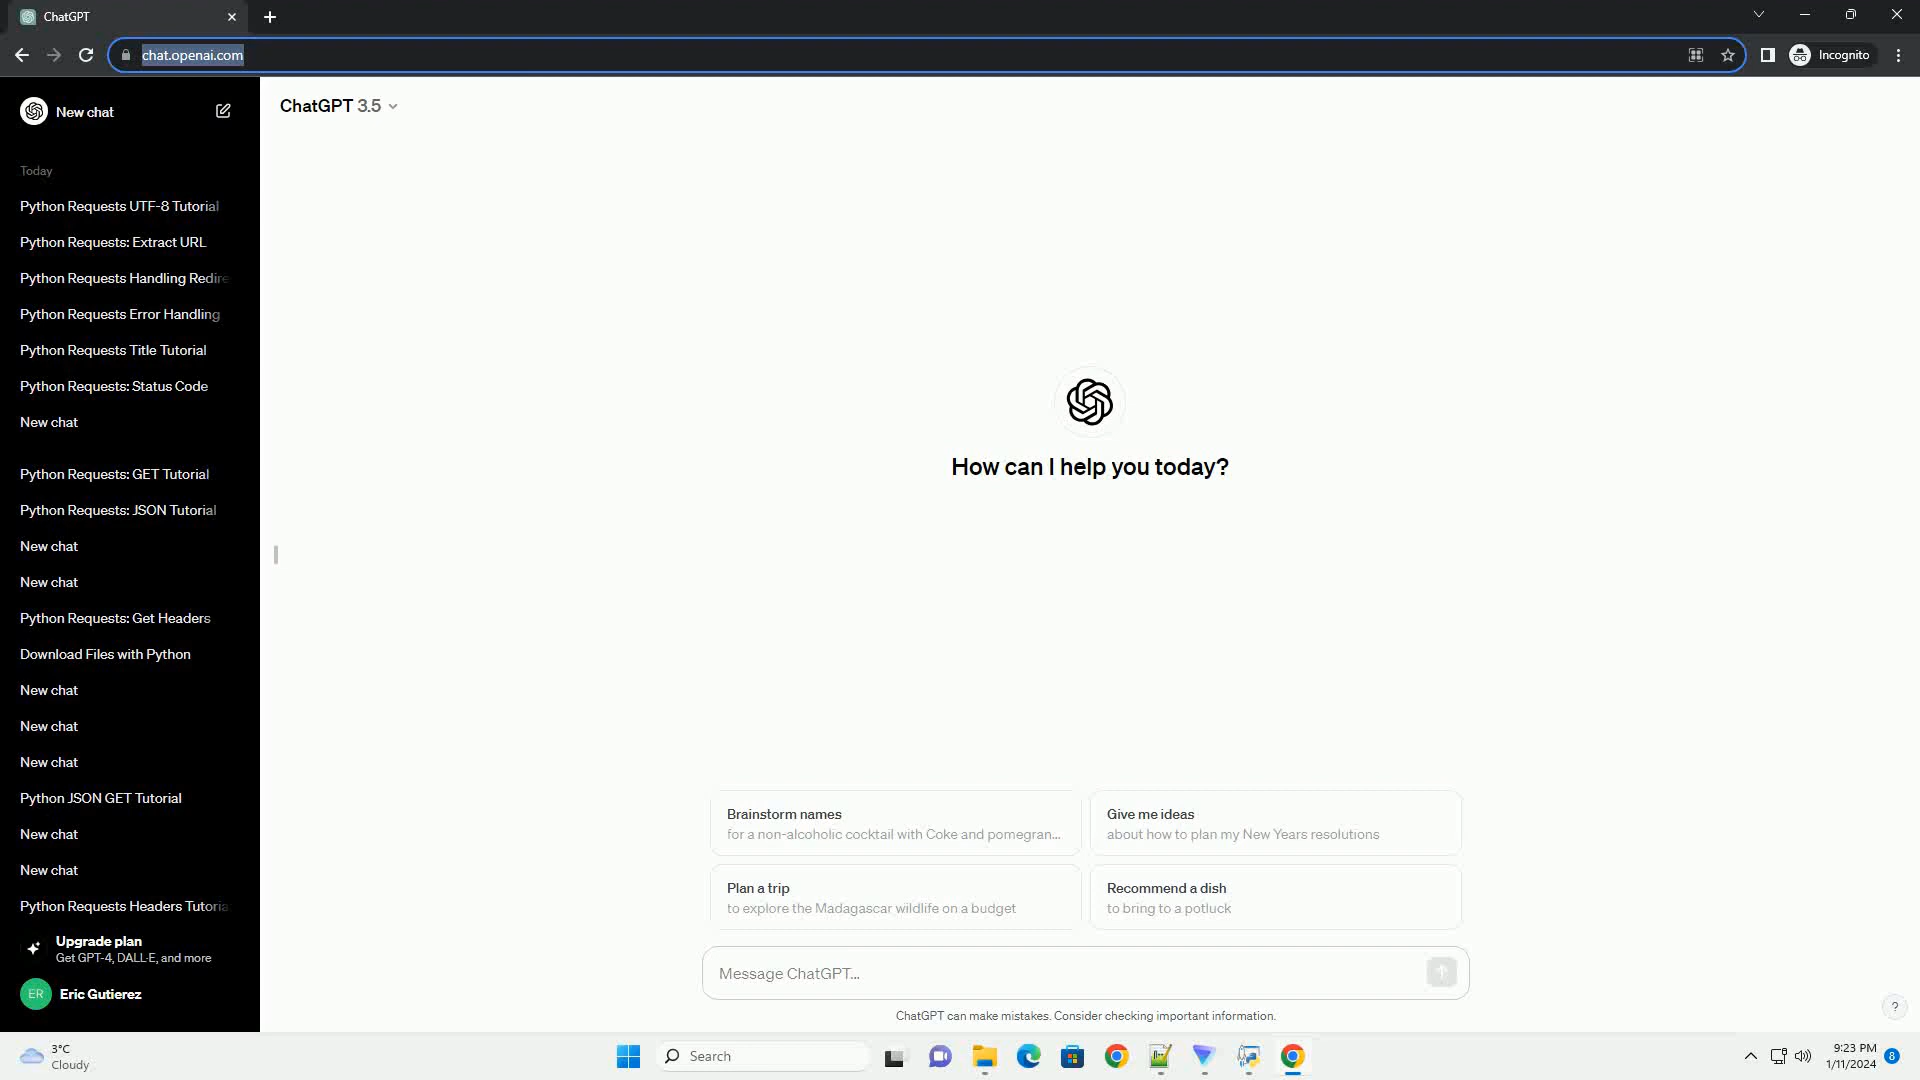 ChatGPT
chat.openai.com
Incognito
New chat
ChatGPT 3.5
Today
Python Requests UTF-8 Tutorial
Python Requests: Extract URL
Python Requests Handling Redire
Python Requests Error Handling
Python Requests Title Tutorial
Python Requests: Status Code
New chat
Python Requests: GET Tutorial
Python Requests: JSON Tutorial
New chat
New chat
Python Requests: Get Headers
Download Files with Python
New chat
New chat
New chat
Python JSON GET Tutorial
New chat
New chat
Python Requests Headers Tutoria
Upgrade plan
Get GPT-4, DALL·E, and more
ER
Eric Gutierez
How can I help you today?
Brainstorm names
for a non-alcoholic cocktail with Coke and pomegran...
Give me ideas
about how to plan my New Years resolutions
Plan a trip
to explore the Madagascar wildlife on a budget
Recommend a dish
to bring to a potluck
Message ChatGPT...
ChatGPT can make mistakes. Consider checking important information.
?
3°C
Cloudy
Search
9:23 PM
1/11/2024
8